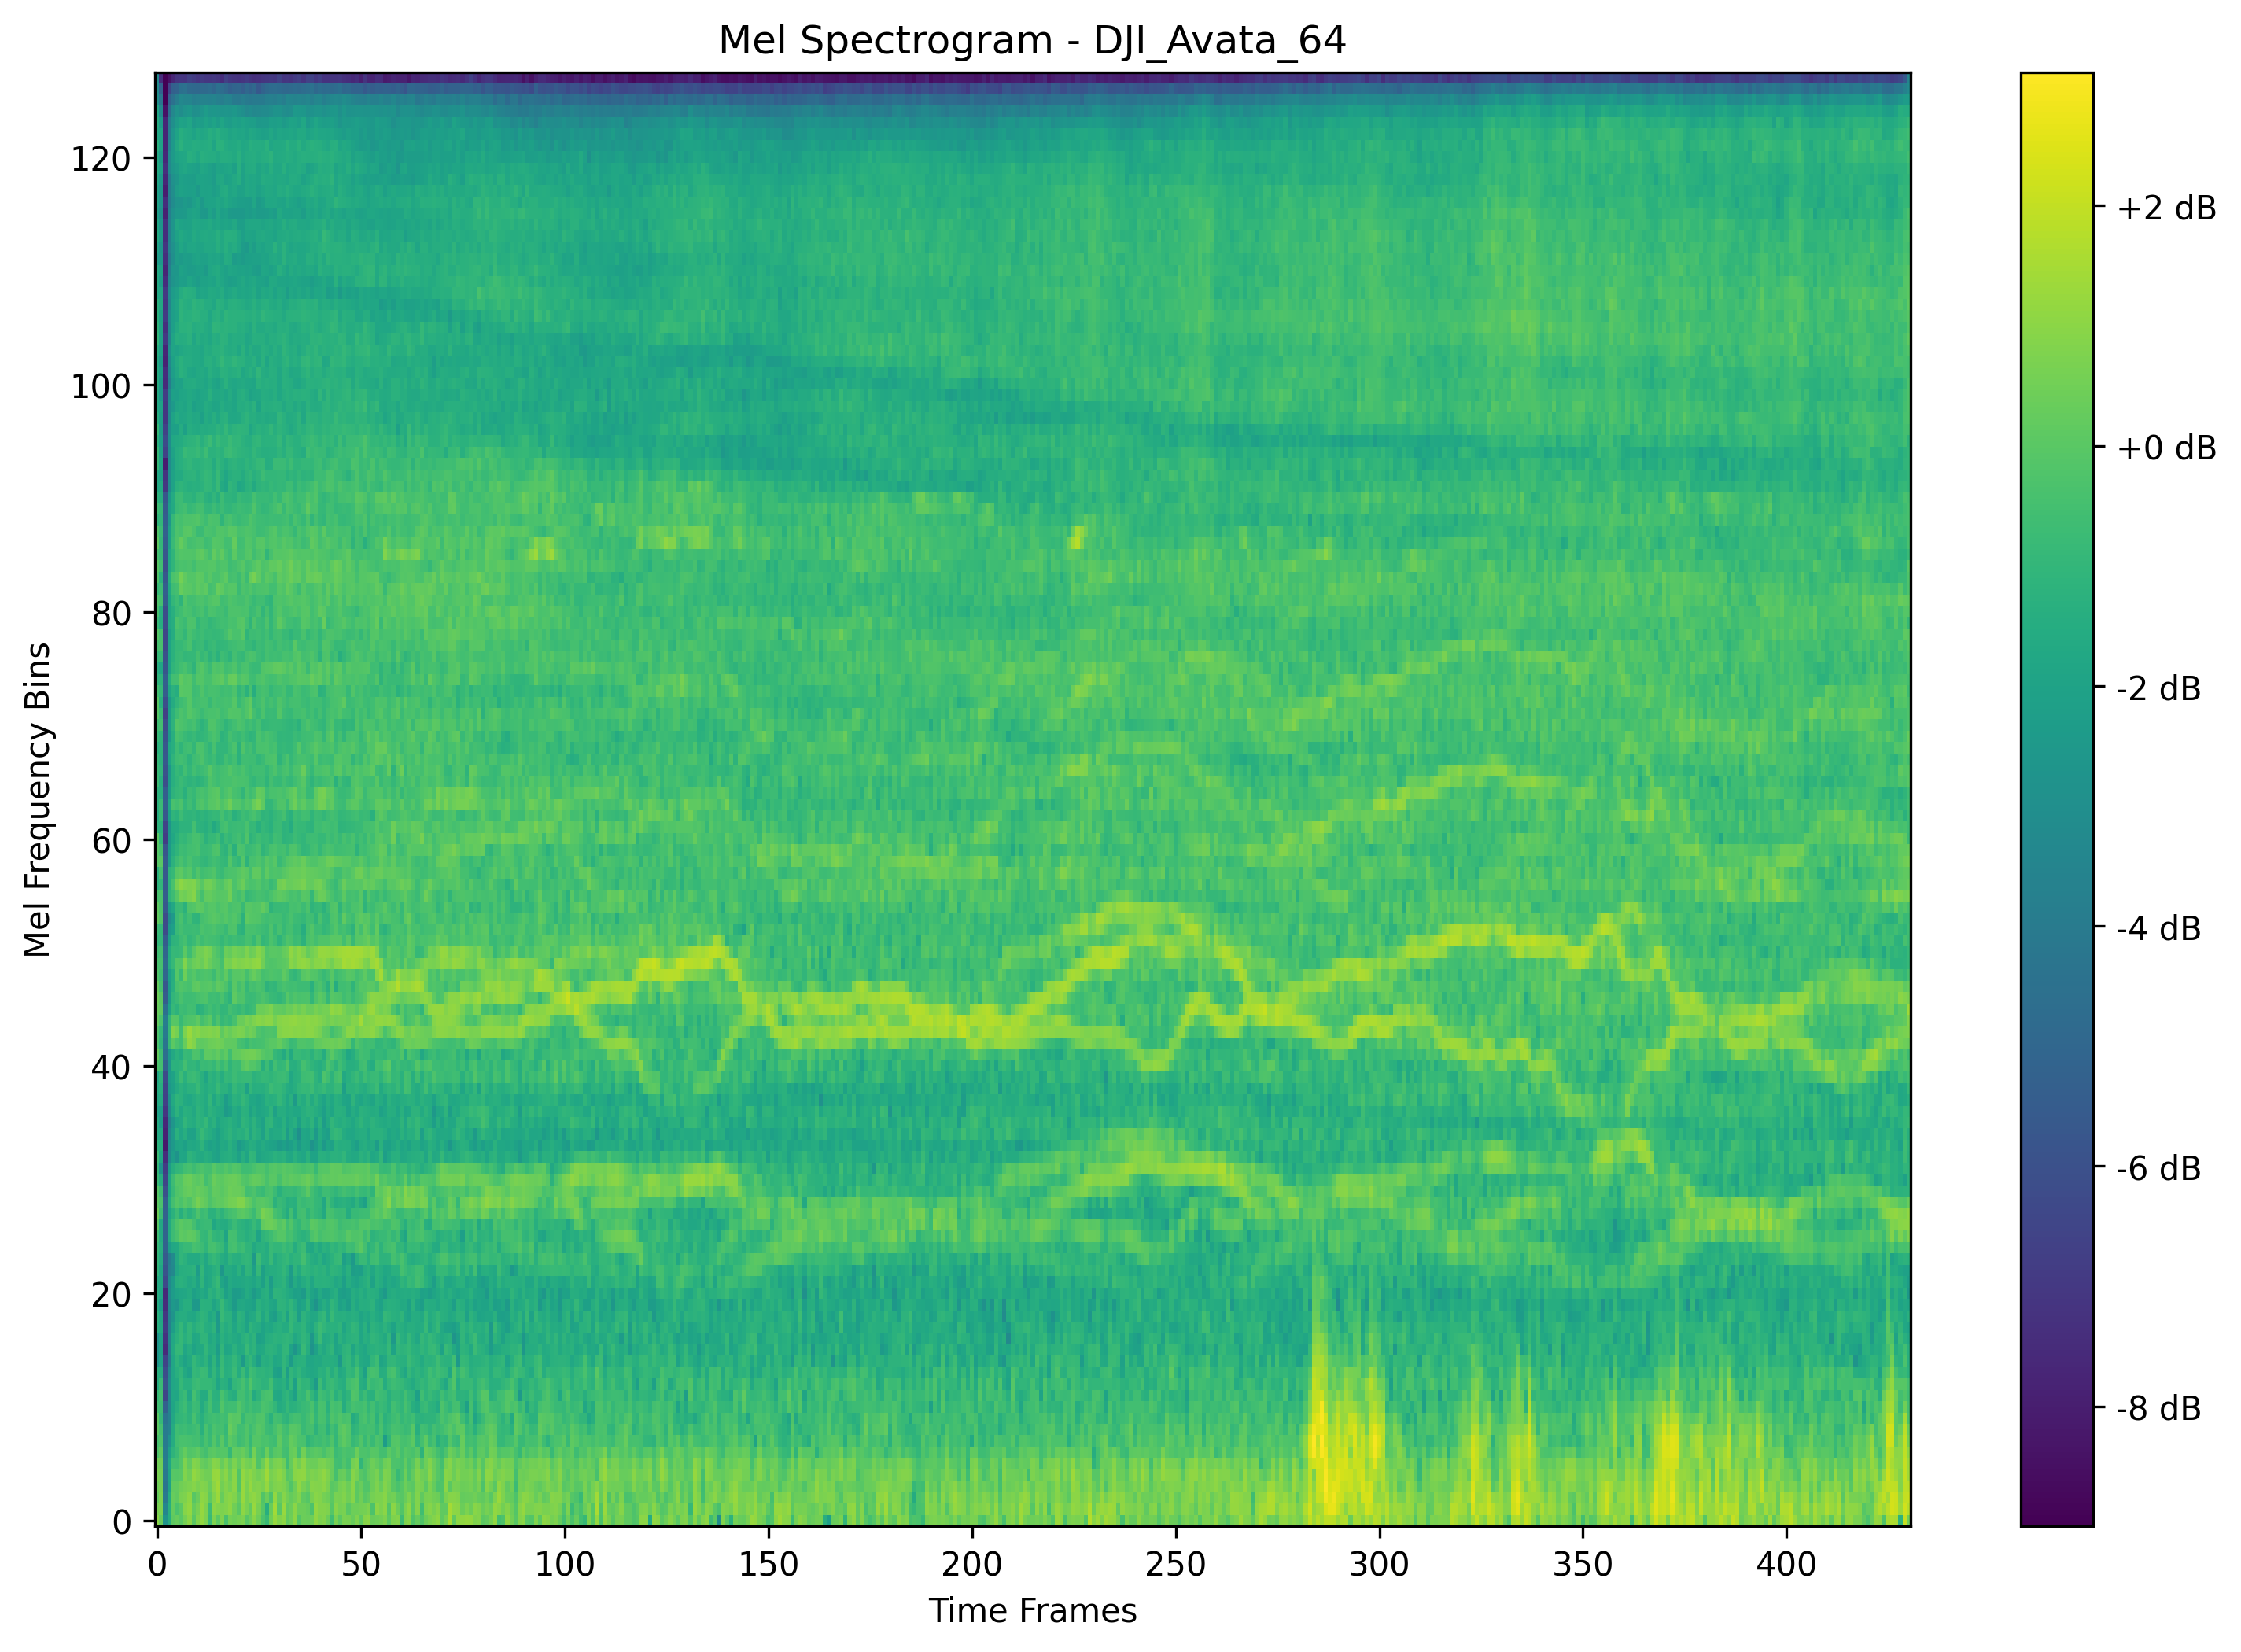 Mel Spectrogram - DJI_Avata_64
Mel Frequency Bins
120
100
80
60
40
20
0
0 50 100 150 200 250 300 350 400
Time Frames
+2 dB
+0 dB
-2 dB
-4 dB
-6 dB
-8 dB